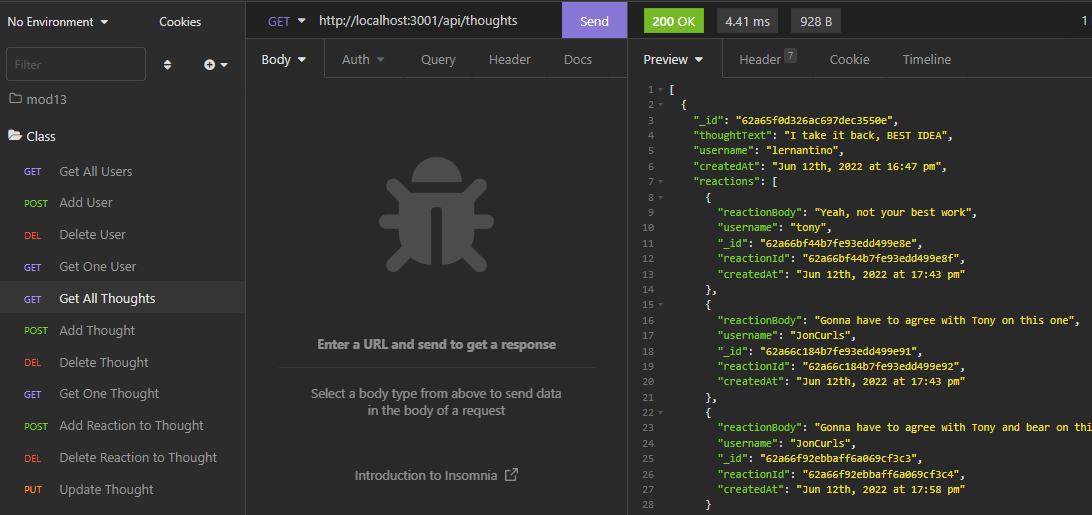 No Environment
Cookies
Filter
mod13
Class
GET Get All Users
POST Add User
DEL Delete User
GET Get One User
GET Get All Thoughts
POST Add Thought
DEL Delete Thought
GET Get One Thought
POST Add Reaction to Thought
DEL Delete Reaction to Thought
PUT Update Thought
GET http://localhost:3001/api/thoughts Send
Body Auth Query Header Docs
Enter a URL and send to get a response
Select a body type from above to send data
in the body of a request
Introduction to Insomnia
200 OK 4.41 ms 928 B 1
Preview Header 7 Cookie Timeline
1 [
2 {
3 "_id": "62a65f0d326ac697dec3550e",
4 "thoughtText": "I take it back, BEST IDEA",
5 "username": "lernantino",
6 "createdAt": "Jun 12th, 2022 at 16:47 pm",
7 "reactions": [
8 {
9 "reactionBody": "Yeah, not your best work",
10 "username": "tony",
11 "_id": "62a66bf44b7fe93edd499e8e",
12 "reactionId": "62a66bf44b7fe93edd499e8f",
13 "createdAt": "Jun 12th, 2022 at 17:43 pm"
14 },
15 {
16 "reactionBody": "Gonna have to agree with Tony on this one",
17 "username": "JonCurls",
18 "_id": "62a66c184b7fe93edd499e91",
19 "reactionId": "62a66c184b7fe93edd499e92",
20 "createdAt": "Jun 12th, 2022 at 17:43 pm"
21 },
22 {
23 "reactionBody": "Gonna have to agree with Tony and bear on thi
24 "username": "JonCurls",
25 "_id": "62a66f92ebbaff6a069cf3c3",
26 "reactionId": "62a66f92ebbaff6a069cf3c4",
27 "createdAt": "Jun 12th, 2022 at 17:58 pm"
28 }